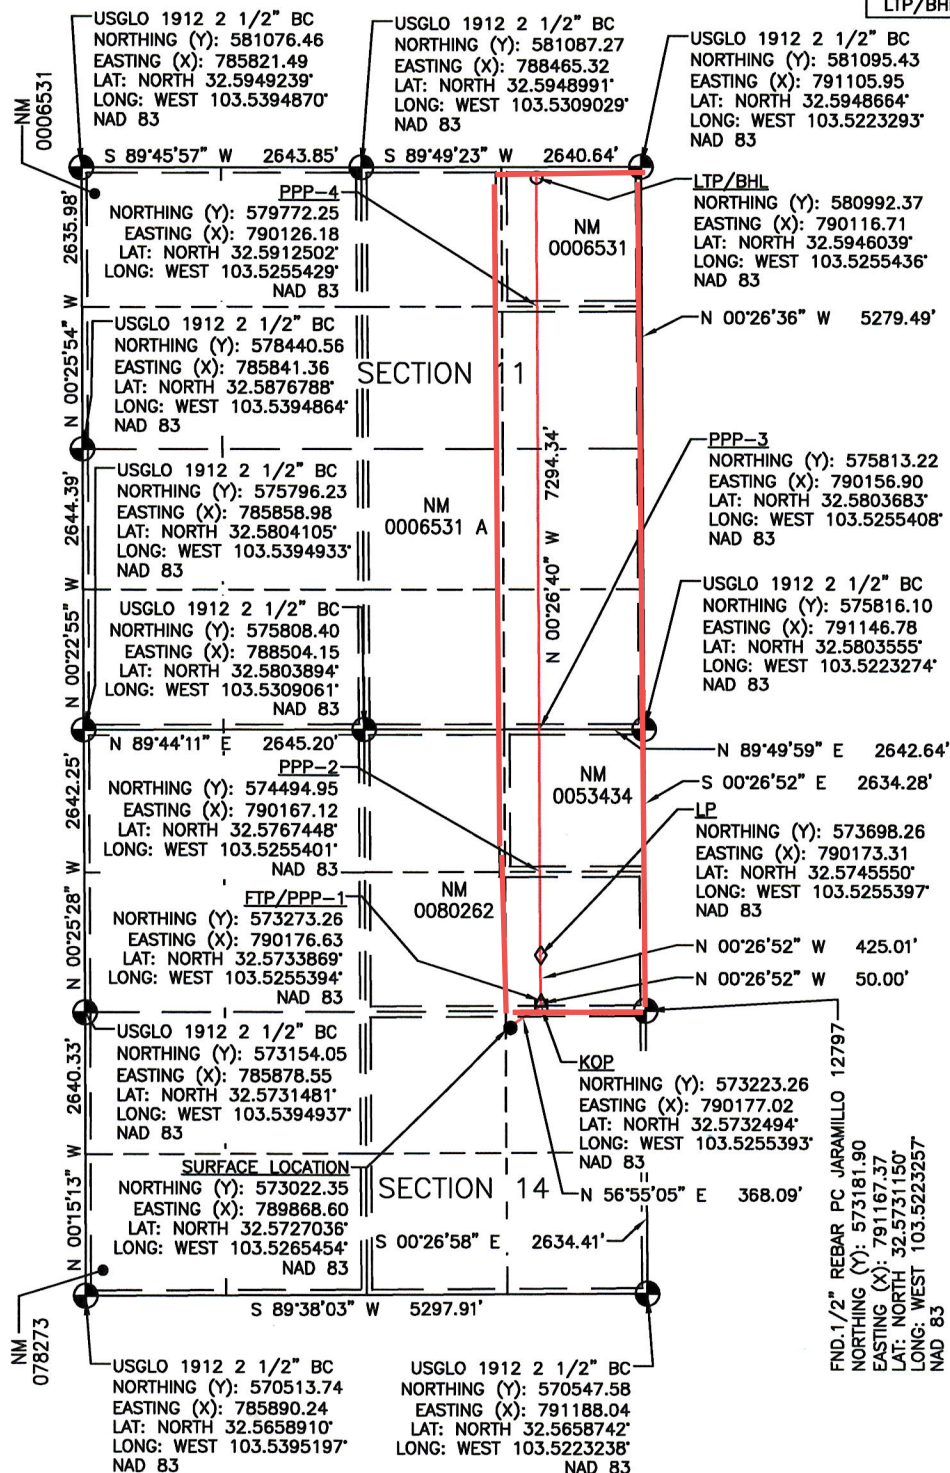 LTP/BHL
USGLO 1912 2 1/2" BC
NORTHING (Y): 581076.46
EASTING (X): 785821.49
LAT: NORTH 32.5949239°
LONG: WEST 103.5394870°
NAD 83
USGLO 1912 2 1/2" BC
NORTHING (Y): 581087.27
EASTING (X): 788465.32
LAT: NORTH 32.5948991°
LONG: WEST 103.5309029°
NAD 83
USGLO 1912 2 1/2" BC
NORTHING (Y): 581095.43
EASTING (X): 791105.95
LAT: NORTH 32.5948664°
LONG: WEST 103.5223293°
NAD 83
NM
0006531
S 89°45'57" W 2643.85'
S 89°49'23" W 2640.64'
PPP-4
NORTHING (Y): 579772.25
EASTING (X): 790126.18
LAT: NORTH 32.5912502°
LONG: WEST 103.5255429°
NAD 83
NM
0006531
LTP/BHL
NORTHING (Y): 580992.37
EASTING (X): 790116.71
LAT: NORTH 32.5946039°
LONG: WEST 103.5255436°
NAD 83
N 00°25'54" W 2635.98'
N 00°26'36" W 5279.49'
USGLO 1912 2 1/2" BC
NORTHING (Y): 578440.56
EASTING (X): 785841.36
LAT: NORTH 32.5876788°
LONG: WEST 103.5394864°
NAD 83
SECTION 11
N 00°26'40" W 7294.34'
PPP-3
NORTHING (Y): 575813.22
EASTING (X): 790156.90
LAT: NORTH 32.5803683°
LONG: WEST 103.5255408°
NAD 83
USGLO 1912 2 1/2" BC
NORTHING (Y): 575796.23
EASTING (X): 785858.98
LAT: NORTH 32.5804105°
LONG: WEST 103.5394933°
NAD 83
NM
0006531 A
N 00°22'55" W 2644.39'
USGLO 1912 2 1/2" BC
NORTHING (Y): 575808.40
EASTING (X): 788504.15
LAT: NORTH 32.5803894°
LONG: WEST 103.5309061°
NAD 83
USGLO 1912 2 1/2" BC
NORTHING (Y): 575816.10
EASTING (X): 791146.78
LAT: NORTH 32.5803555°
LONG: WEST 103.5223274°
NAD 83
N 89°44'11" E 2645.20'
N 89°49'59" E 2642.64'
PPP-2
NORTHING (Y): 574494.95
EASTING (X): 790167.12
LAT: NORTH 32.5767448°
LONG: WEST 103.5255401°
NAD 83
NM
0053434
S 00°26'52" E 2634.28'
LP
NORTHING (Y): 573698.26
EASTING (X): 790173.31
LAT: NORTH 32.5745550°
LONG: WEST 103.5255397°
NAD 83
N 00°25'28" W 2642.25'
NM
0080262
FTP/PPP-1
NORTHING (Y): 573273.26
EASTING (X): 790176.63
LAT: NORTH 32.5733869°
LONG: WEST 103.5255394°
NAD 83
N 00°26'52" W 425.01'
N 00°26'52" W 50.00'
USGLO 1912 2 1/2" BC
NORTHING (Y): 573154.05
EASTING (X): 785878.55
LAT: NORTH 32.5731481°
LONG: WEST 103.5394937°
NAD 83
KOP
NORTHING (Y): 573223.26
EASTING (X): 790177.02
LAT: NORTH 32.5732494°
LONG: WEST 103.5255393°
NAD 83
FND.1/2" REBAR PC JARAMILLO 12797
NORTHING (Y): 573181.90
EASTING (X): 791167.37
LAT: NORTH 32.5731150°
LONG: WEST 103.5223257°
NAD 83
N 00°15'13" W 2640.33'
SURFACE LOCATION
NORTHING (Y): 573022.35
EASTING (X): 789868.60
LAT: NORTH 32.5727036°
LONG: WEST 103.5265454°
NAD 83
SECTION 14
N 56°55'05" E 368.09'
S 00°26'58" E 2634.41'
S 89°38'03" W 5297.91'
NM
078273
USGLO 1912 2 1/2" BC
NORTHING (Y): 570513.74
EASTING (X): 785890.24
LAT: NORTH 32.5658910°
LONG: WEST 103.5395197°
NAD 83
USGLO 1912 2 1/2" BC
NORTHING (Y): 570547.58
EASTING (X): 791188.04
LAT: NORTH 32.5658742°
LONG: WEST 103.5223238°
NAD 83